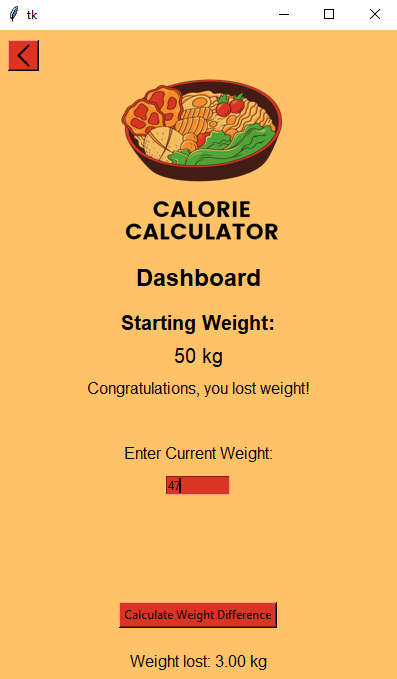 tk
CALORIE
CALCULATOR
Dashboard
Starting Weight:
50 kg
Congratulations, you lost weight!
Enter Current Weight:
47
Calculate Weight Difference
Weight lost: 3.00 kg